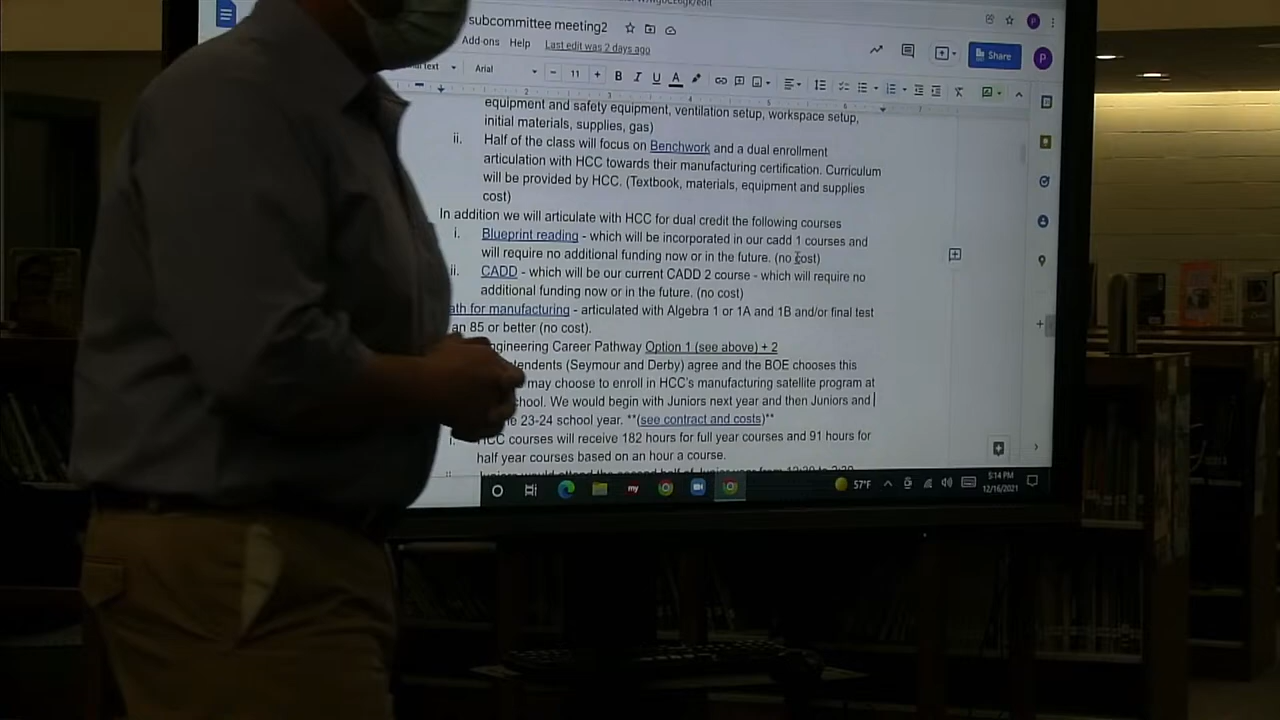 subcommittee meeting2
Add-ons Help Last edit was 2 days ago
Share
P
P
text Arial 11 B I U A
2 3 4 5 6 7
equipment and safety equipment, ventilation setup, workspace setup,
initial materials, supplies, gas)
ii. Half of the class will focus on Benchwork and a dual enrollment
articulation with HCC towards their manufacturing certification. Curriculum
will be provided by HCC. (Textbook, materials, equipment and supplies
cost)
In addition we will articulate with HCC for dual credit the following courses
i. Blueprint reading - which will be incorporated in our cadd 1 courses and
will require no additional funding now or in the future. (no cost)
ii. CADD - which will be our current CADD 2 course - which will require no
additional funding now or in the future. (no cost)
ath for manufacturing - articulated with Algebra 1 or 1A and 1B and/or final test
an 85 or better (no cost).
ngineering Career Pathway Option 1 (see above) + 2
tendents (Seymour and Derby) agree and the BOE chooses this
may choose to enroll in HCC's manufacturing satellite program at
chool. We would begin with Juniors next year and then Juniors and
e 23-24 school year. **(see contract and costs)**
i. HCC courses will receive 182 hours for full year courses and 91 hours for
half year courses based on an hour a course.
my
57°F
5:14 PM
12/16/2021